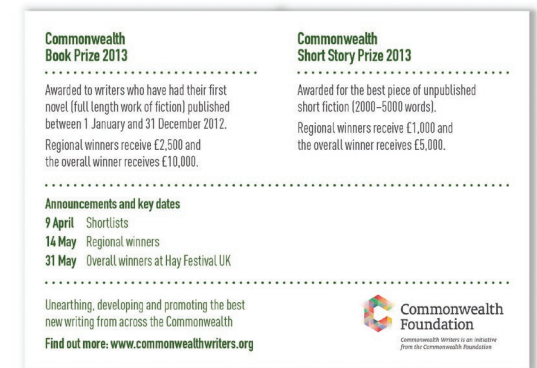 Commonwealth
Book Prize 2013
Awarded to writers who have had their first
novel (full length work of fiction) published
between 1 January and 31 December 2012.
Regional winners receive £2,500 and
the overall winner receives £10,000.
Commonwealth
Short Story Prize 2013
Awarded for the best piece of unpublished
short fiction (2000–5000 words).
Regional winners receive £1,000 and
the overall winner receives £5,000.
Announcements and key dates
9 April Shortlists
14 May Regional winners
31 May Overall winners at Hay Festival UK
Unearthing, developing and promoting the best
new writing from across the Commonwealth
Find out more: www.commonwealthwriters.org
Commonwealth
Foundation
Commonwealth Writers is an initiative
from the Commonwealth Foundation